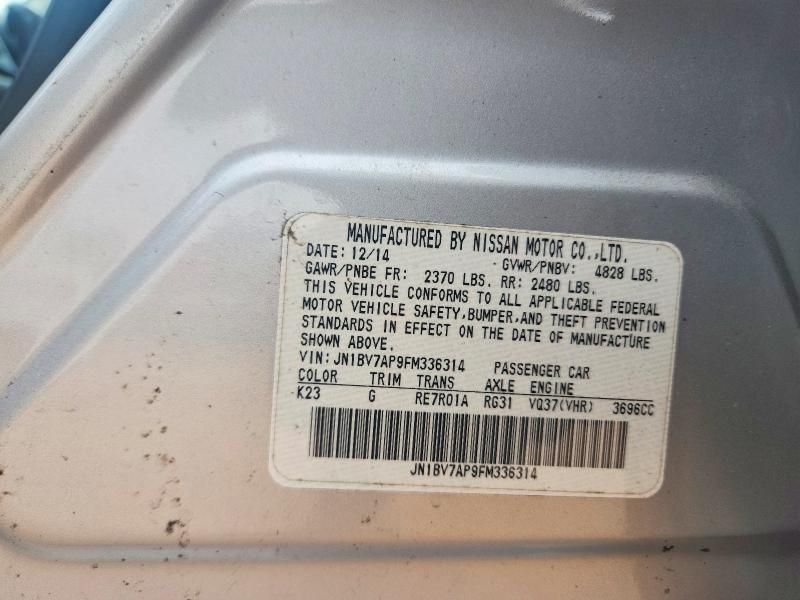 MANUFACTURED BY NISSAN MOTOR CO.,LTD.
DATE: 12/14 GVWR/PNBV: 4828 LBS.
GAWR/PNBE FR: 2370 LBS. RR: 2480 LBS.
THIS VEHICLE CONFORMS TO ALL APPLICABLE FEDERAL
MOTOR VEHICLE SAFETY,BUMPER,AND THEFT PREVENTION
STANDARDS IN EFFECT ON THE DATE OF MANUFACTURE
SHOWN ABOVE.
VIN: JN1BV7AP9FM336314 PASSENGER CAR
COLOR TRIM TRANS AXLE ENGINE
K23 G RE7R01A RG31 VQ37(VHR) 3696CC
JN1BV7AP9FM336314